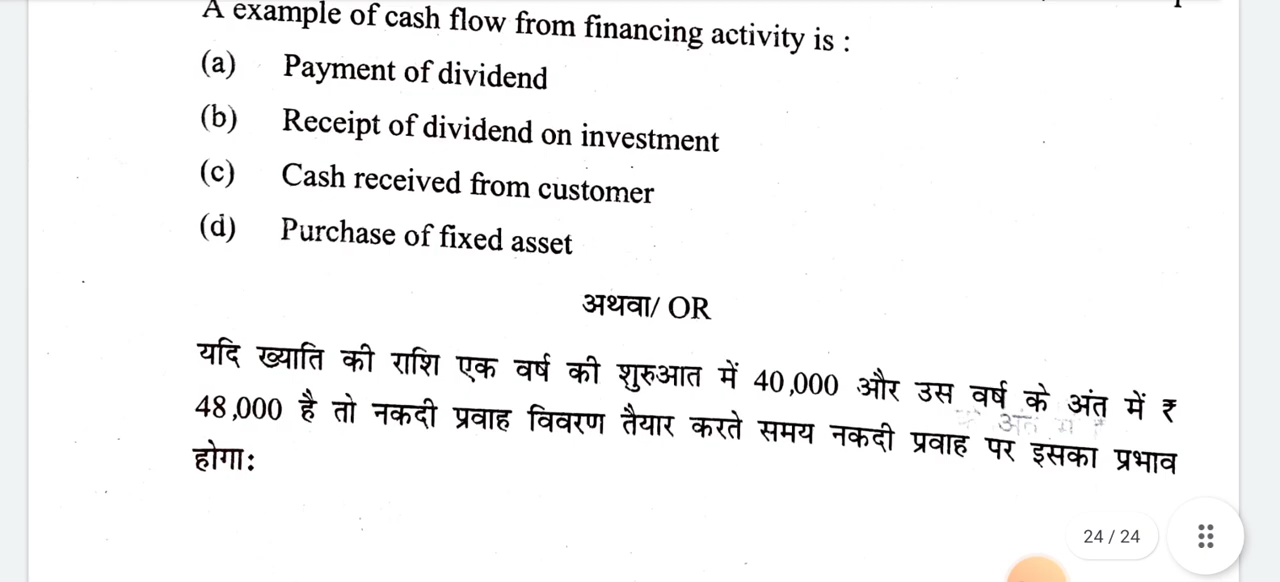 A example of cash flow from financing activity is :
(a) Payment of dividend
(b) Receipt of dividend on investment
(c) Cash received from customer
(d) Purchase of fixed asset
अथवा/ OR
यदि ख्याति की राशि एक वर्ष की शुरुआत में 40,000 और उस वर्ष के अंत में ₹
48,000 है तो नकदी प्रवाह विवरण तैयार करते समय नकदी प्रवाह पर इसका प्रभाव
होगा:
24 / 24